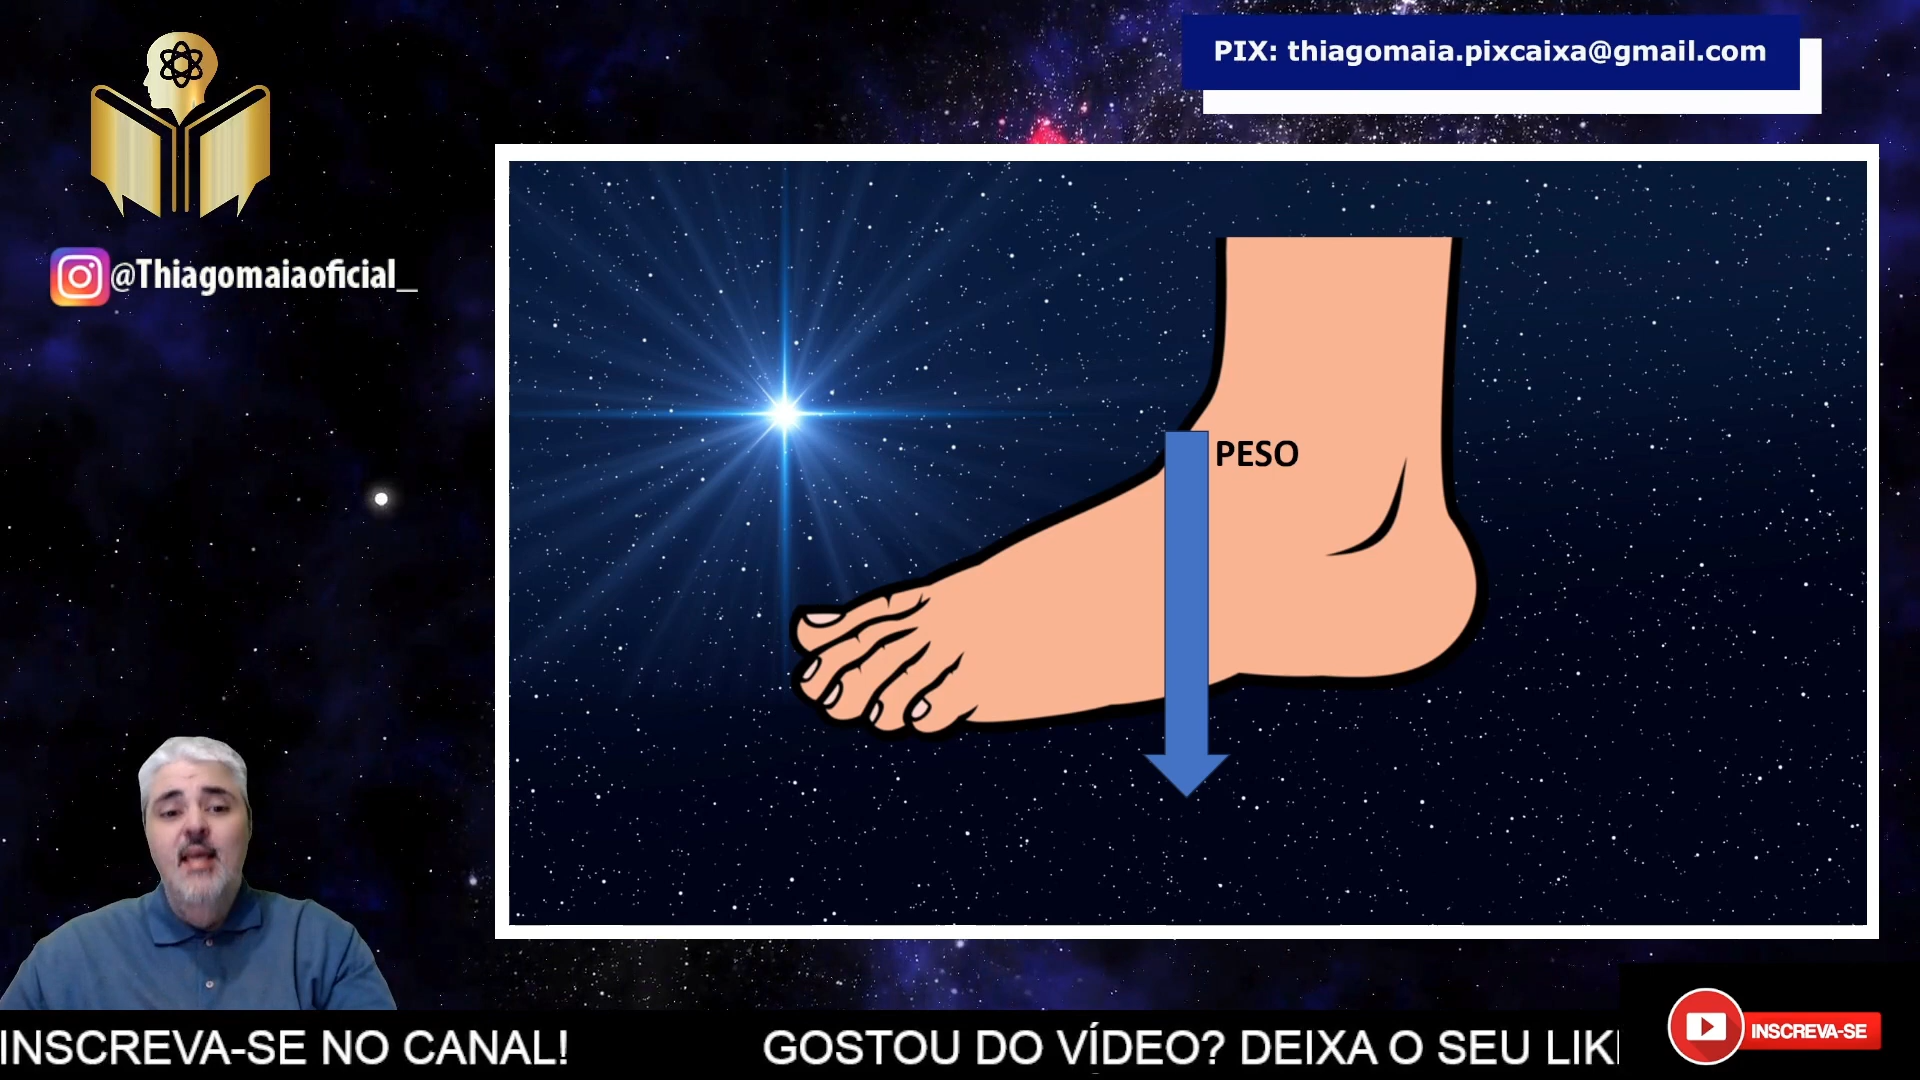 PIX: thiagomaia.pixcaixa@gmail.com
@Thiagomaiaoficial_
PESO
INSCREVA-SE NO CANAL!
GOSTOU DO VÍDEO? DEIXA O SEU LIK
INSCREVA-SE